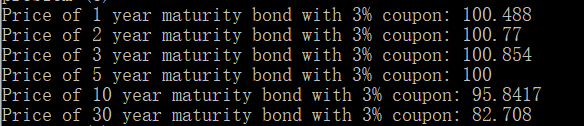 Price of 1 year maturity bond with 3% coupon: 100.488
Price of 2 year maturity bond with 3% coupon: 100.77
Price of 3 year maturity bond with 3% coupon: 100.854
Price of 5 year maturity bond with 3% coupon: 100
Price of 10 year maturity bond with 3% coupon: 95.8417
Price of 30 year maturity bond with 3% coupon: 82.708